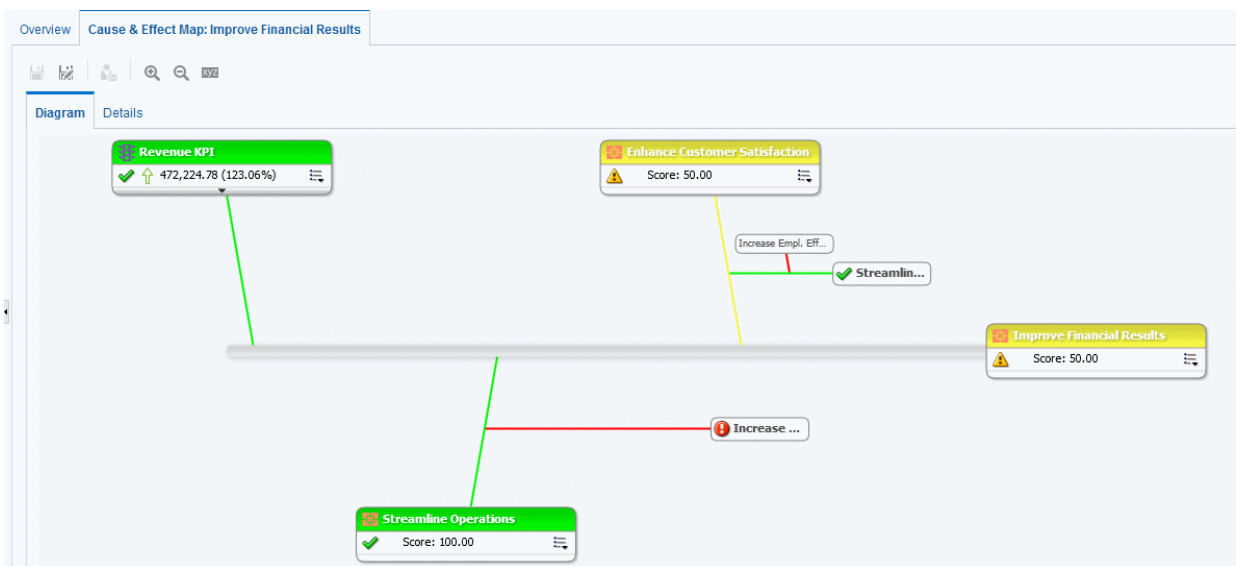 Overview Cause & Effect Map: Improve Financial Results
xyz
Diagram Details
Revenue KPI
472,224.78 (123.06%)
Enhance Customer Satisfaction
Score: 50.00
Increase Empl. Eff...
Streamlin...
Improve Financial Results
Score: 50.00
Increase ...
Streamline Operations
Score: 100.00